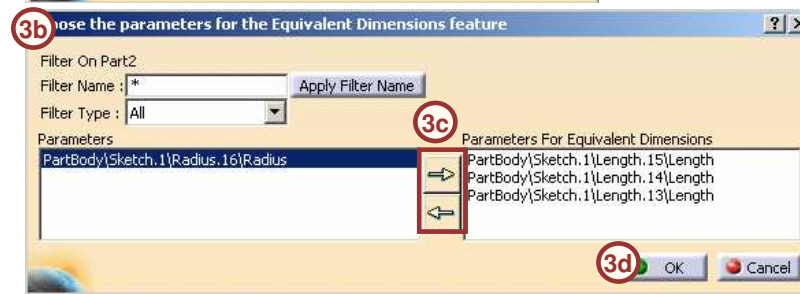 3b
oose the parameters for the Equivalent Dimensions feature
? X
Filter On Part2
Filter Name : * Apply Filter Name
Filter Type : All
3c
Parameters Parameters For Equivalent Dimensions
PartBody\Sketch.1\Radius.16\Radius PartBody\Sketch.1\Length.15\Length
PartBody\Sketch.1\Length.14\Length
PartBody\Sketch.1\Length.13\Length
3d OK Cancel